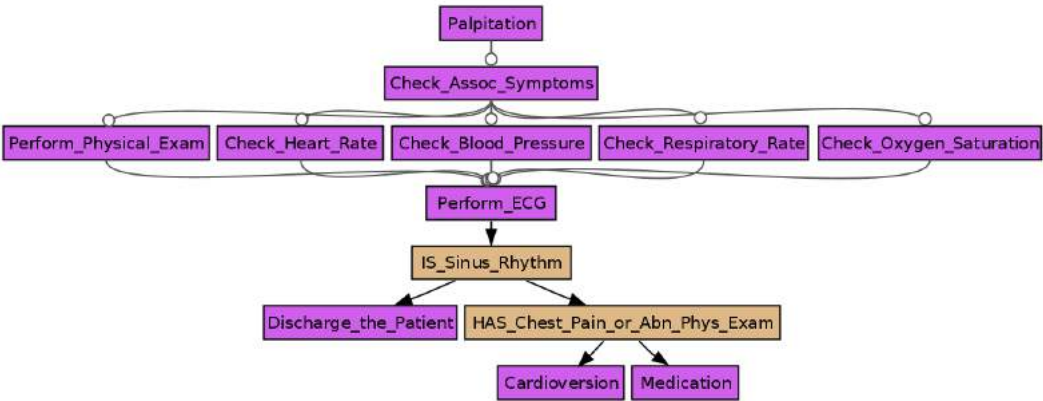 Palpitation
Check_Assoc_Symptoms
Perform_Physical_Exam
Check_Heart_Rate
Check_Blood_Pressure
Check_Respiratory_Rate
Check_Oxygen_Saturation
Perform_ECG
IS_Sinus_Rhythm
Discharge_the_Patient
HAS_Chest_Pain_or_Abn_Phys_Exam
Cardioversion
Medication